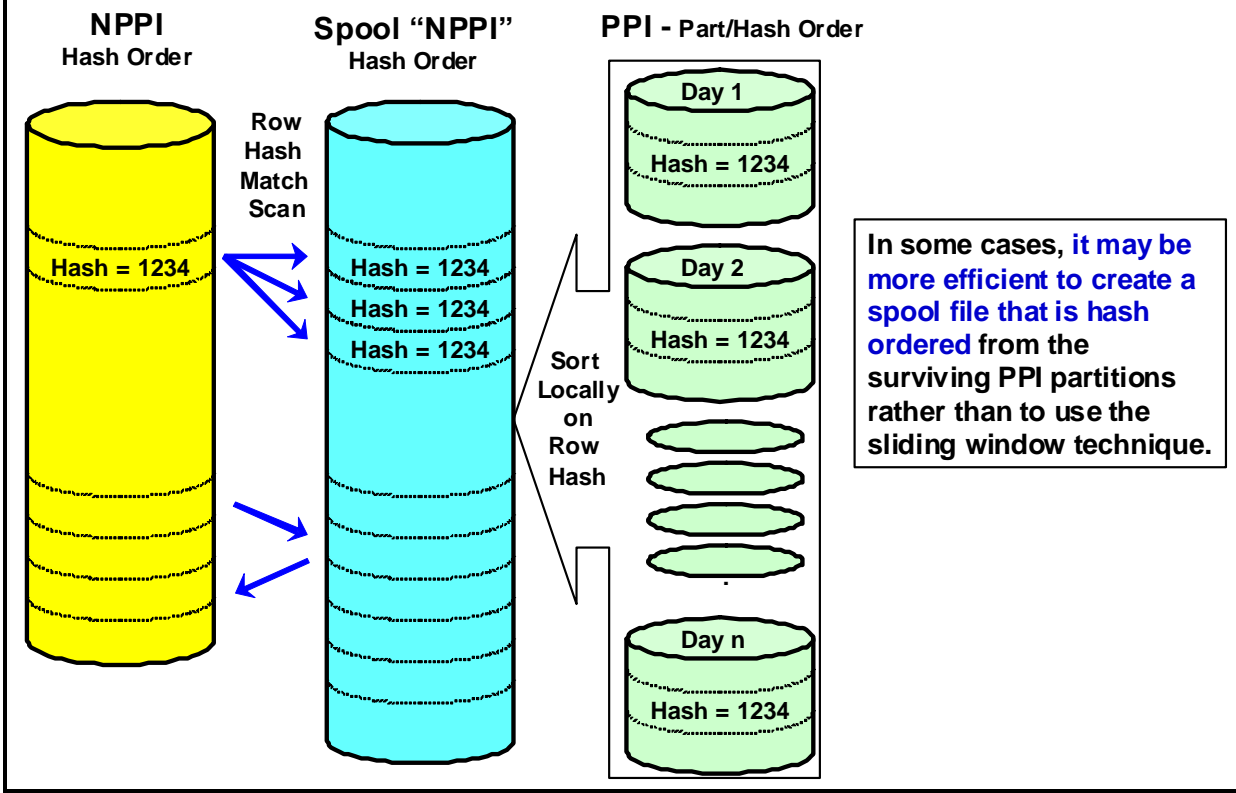 NPPI
Hash Order
Spool “NPPI”
Hash Order
PPI - Part/Hash Order
Row
Hash
Match
Scan
Hash = 1234
Hash = 1234
Hash = 1234
Hash = 1234
Sort
Locally
on
Row
Hash
Day 1
Hash = 1234
Day 2
Hash = 1234
Day n
Hash = 1234
In some cases, it may be
more efficient to create a
spool file that is hash
ordered from the
surviving PPI partitions
rather than to use the
sliding window technique.